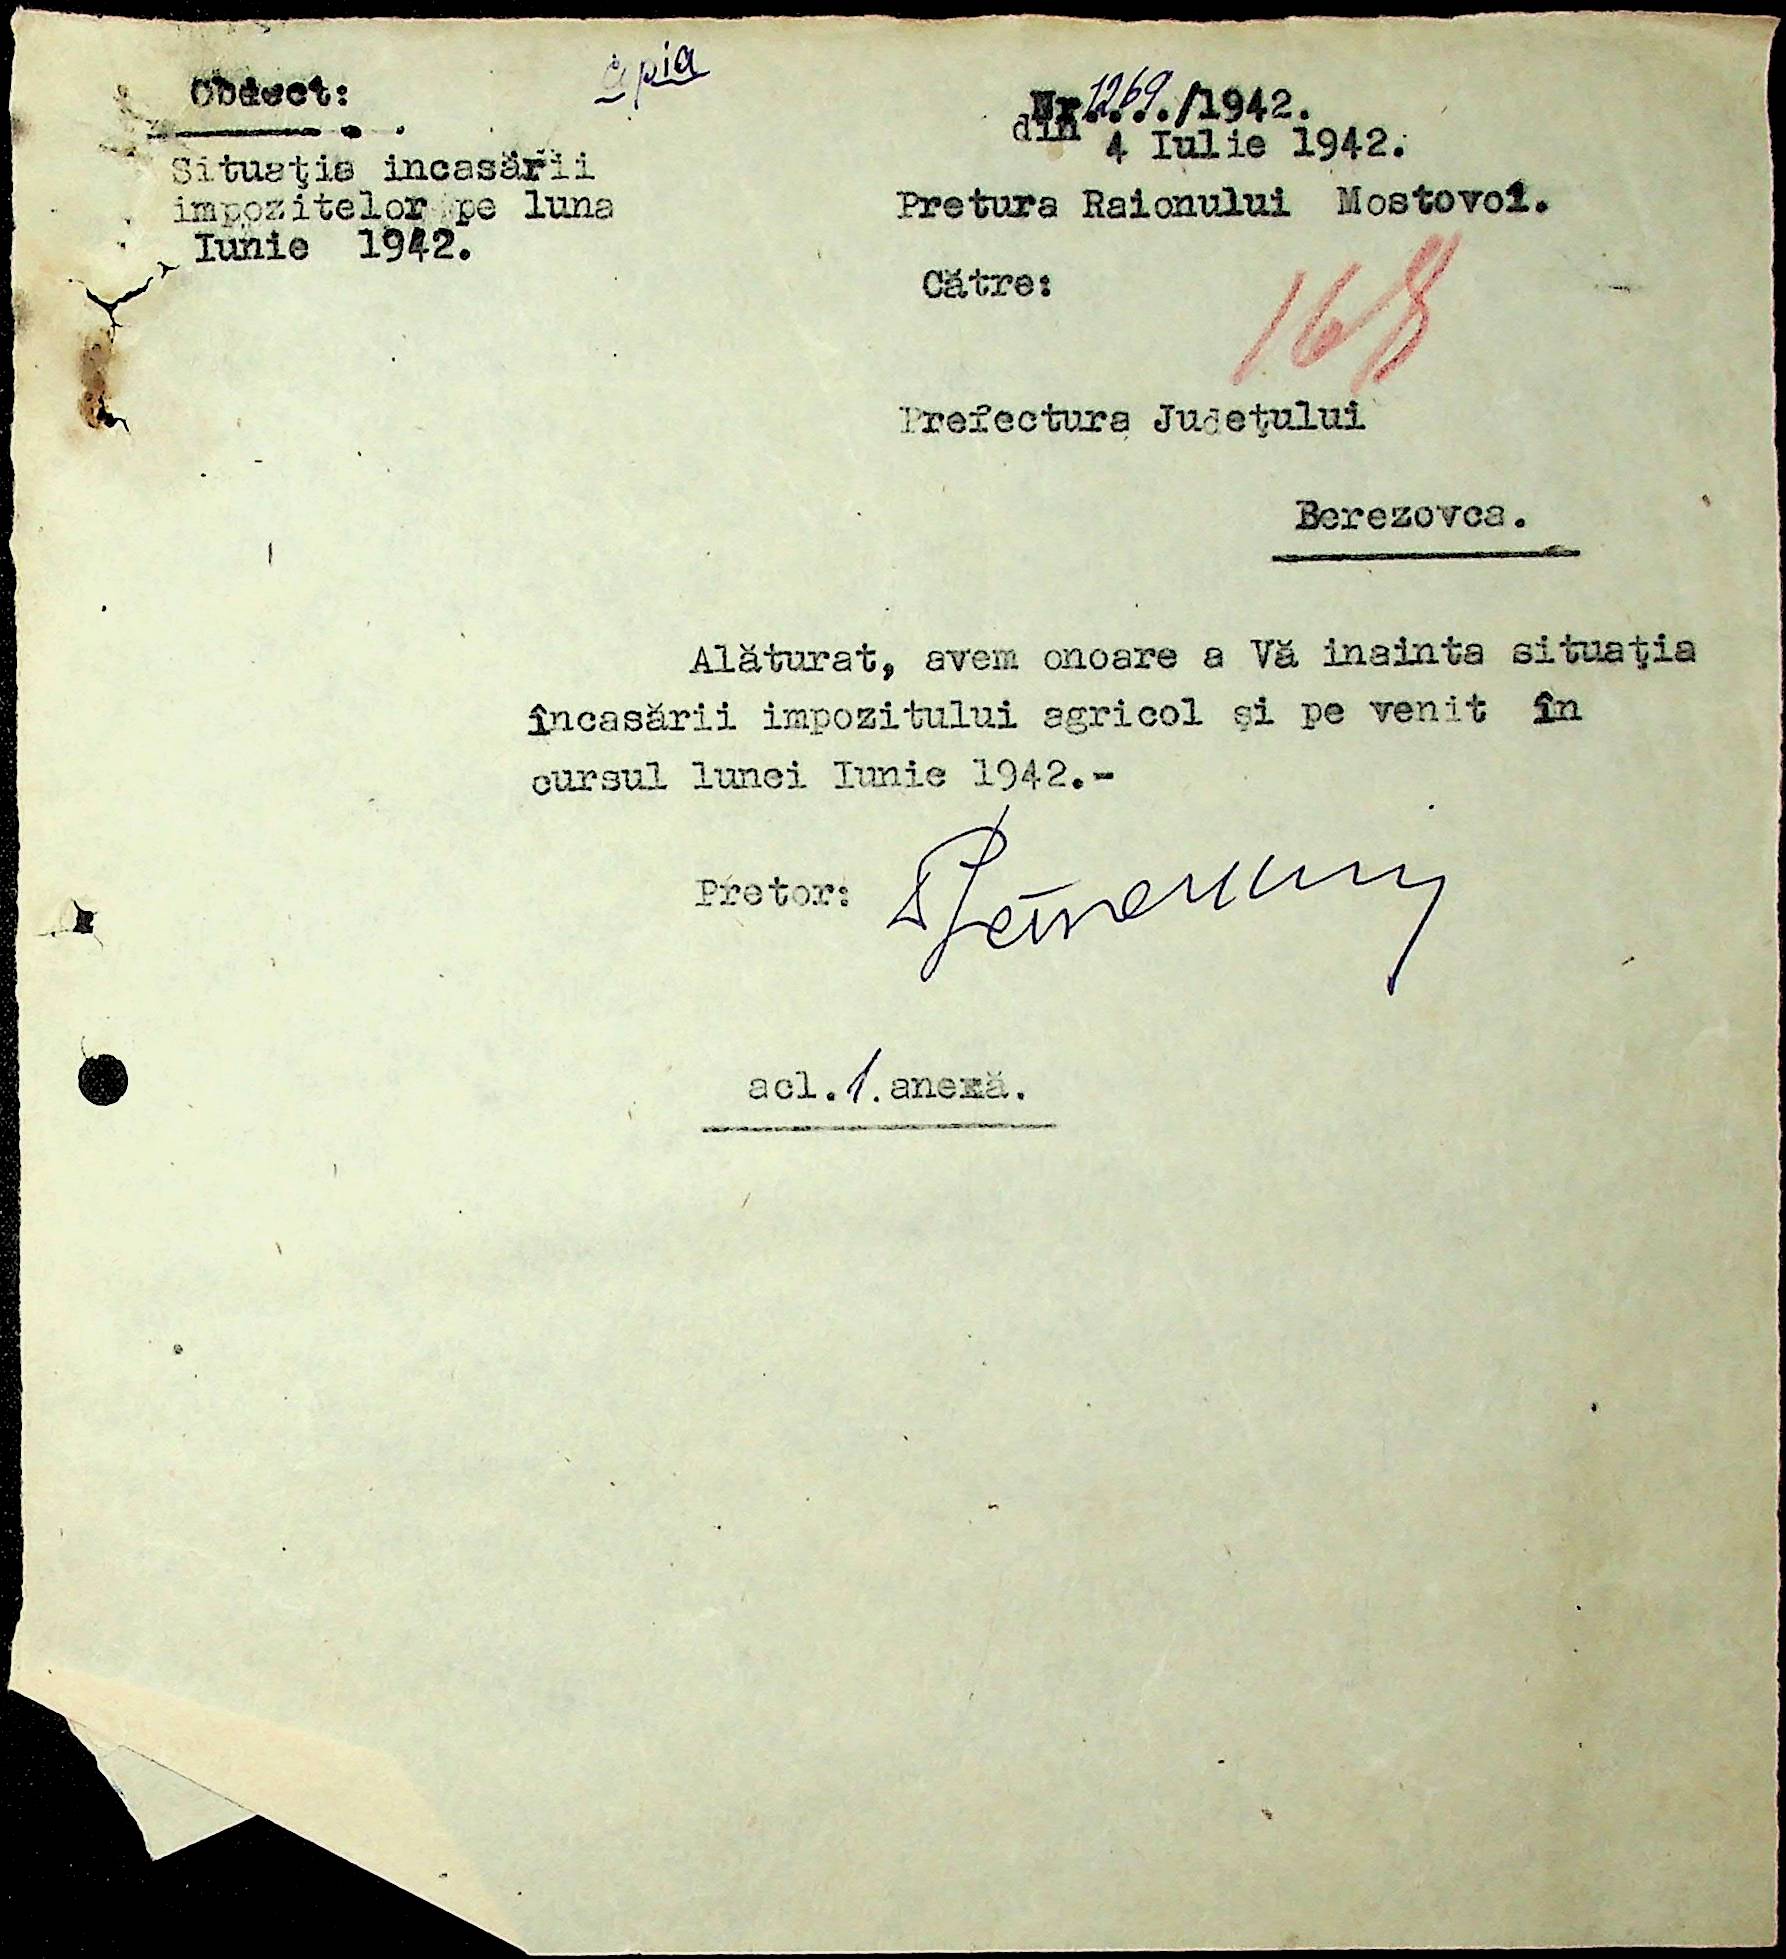 Obiect:
Situaţia incasării
impozitelor pe luna
Iunie 1942.
Nr.1269./1942.
din 4 Iulie 1942.
Pretura Raionului Mostovoi.
Către:
168
Prefectura Judeţului
Berezovca.
Alăturat, avem onoare a Vă inainta situaţia
încasării impozitului agricol şi pe venit în
cursul lunei Iunie 1942.-
Pretor:
acl.1.anexă.